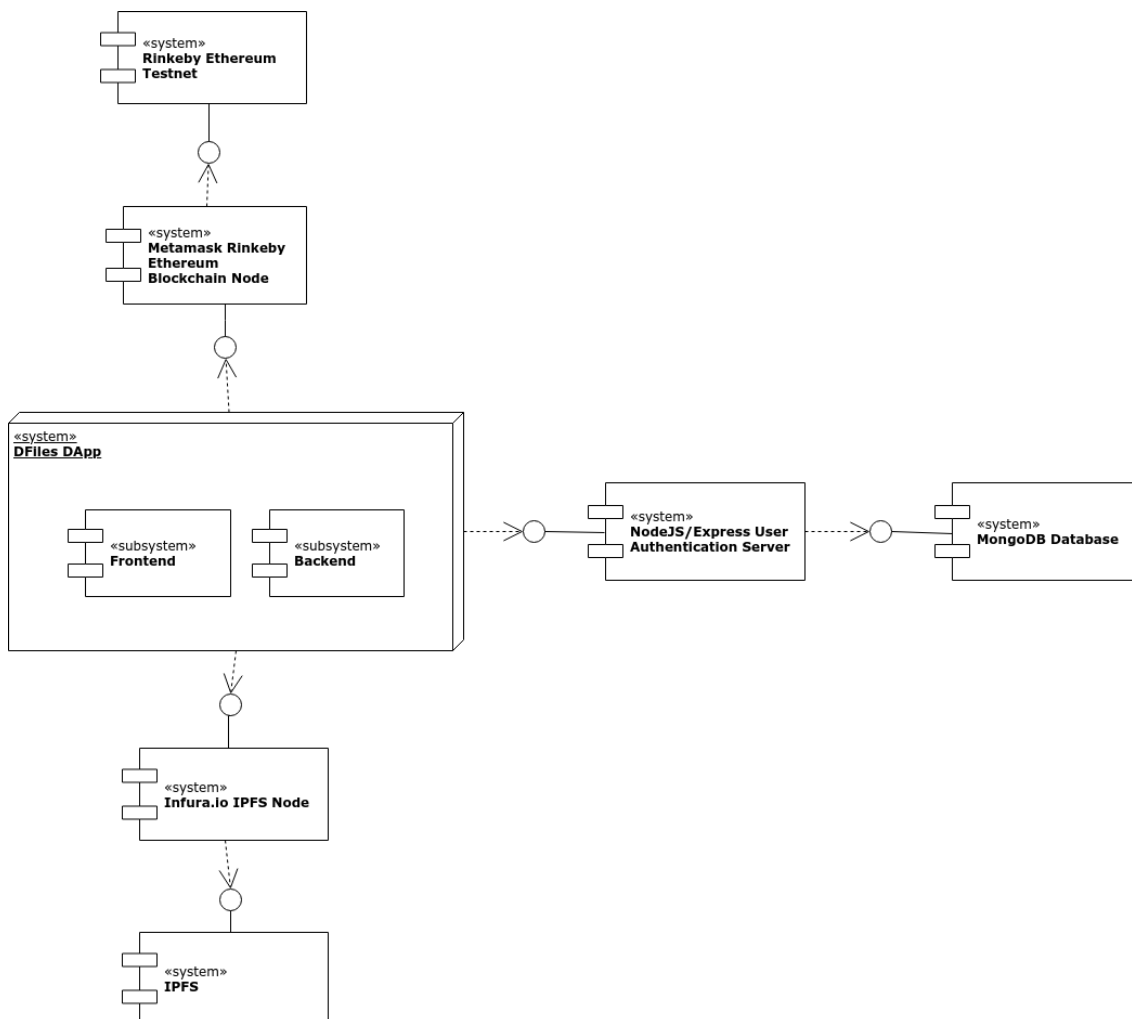 «system»
Rinkeby Ethereum
Testnet
«system»
Metamask Rinkeby
Ethereum
Blockchain Node
«system»
DFiles DApp
«subsystem»
Frontend
«subsystem»
Backend
«system»
NodeJS/Express User
Authentication Server
«system»
MongoDB Database
«system»
Infura.io IPFS Node
«system»
IPFS